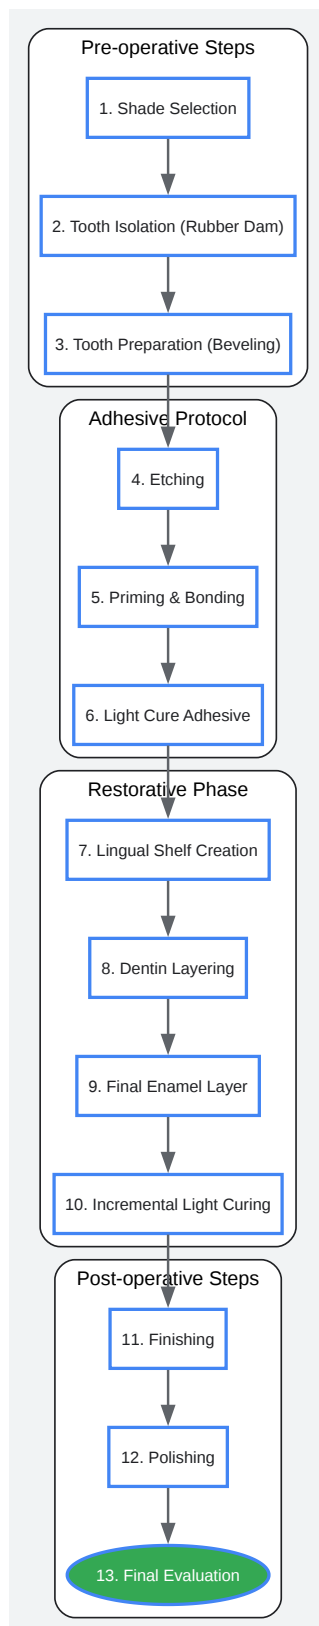 Pre-operative Steps
1. Shade Selection
2. Tooth Isolation (Rubber Dam)
3. Tooth Preparation (Beveling)
Adhesive Protocol
4. Etching
5. Priming & Bonding
6. Light Cure Adhesive
Restorative Phase
7. Lingual Shelf Creation
8. Dentin Layering
9. Final Enamel Layer
10. Incremental Light Curing
Post-operative Steps
11. Finishing
12. Polishing
13. Final Evaluation